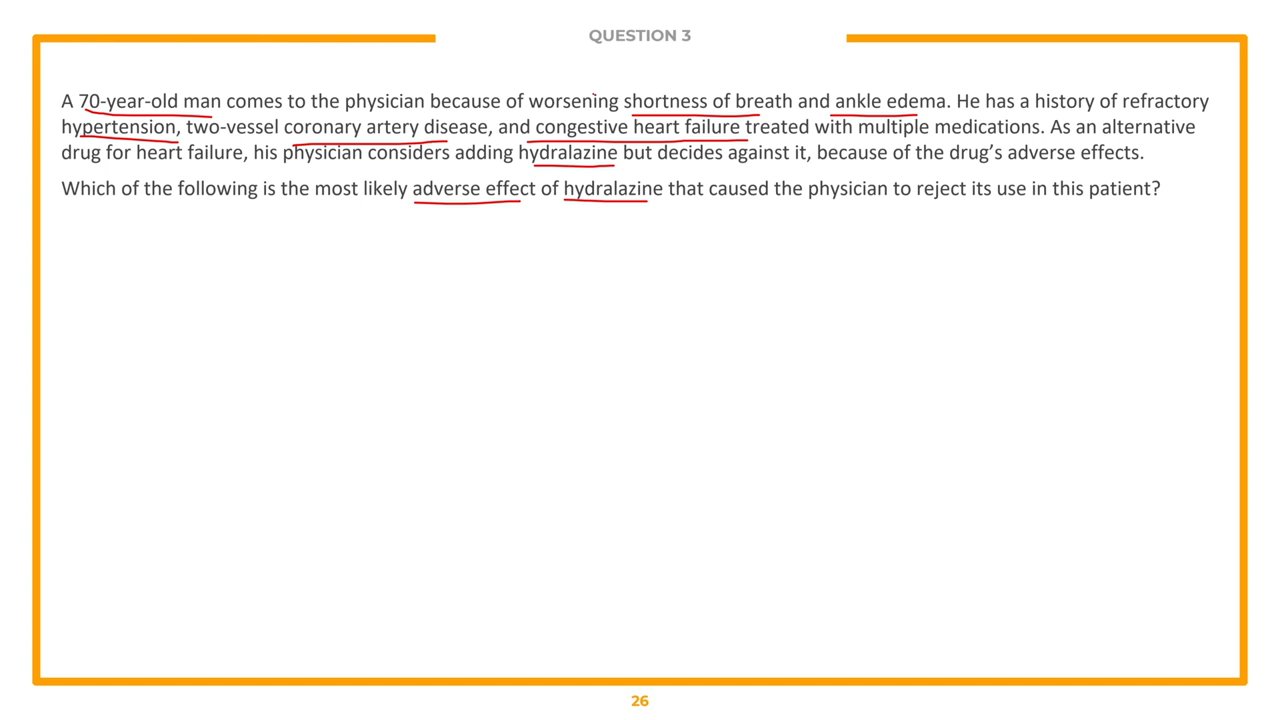 QUESTION 3
A 70-year-old man comes to the physician because of worsening shortness of breath and ankle edema. He has a history of refractory
hypertension, two-vessel coronary artery disease, and congestive heart failure treated with multiple medications. As an alternative
drug for heart failure, his physician considers adding hydralazine but decides against it, because of the drug’s adverse effects.
Which of the following is the most likely adverse effect of hydralazine that caused the physician to reject its use in this patient?
26